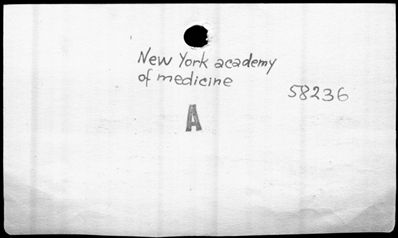 New York academy
of medicine
58236
A